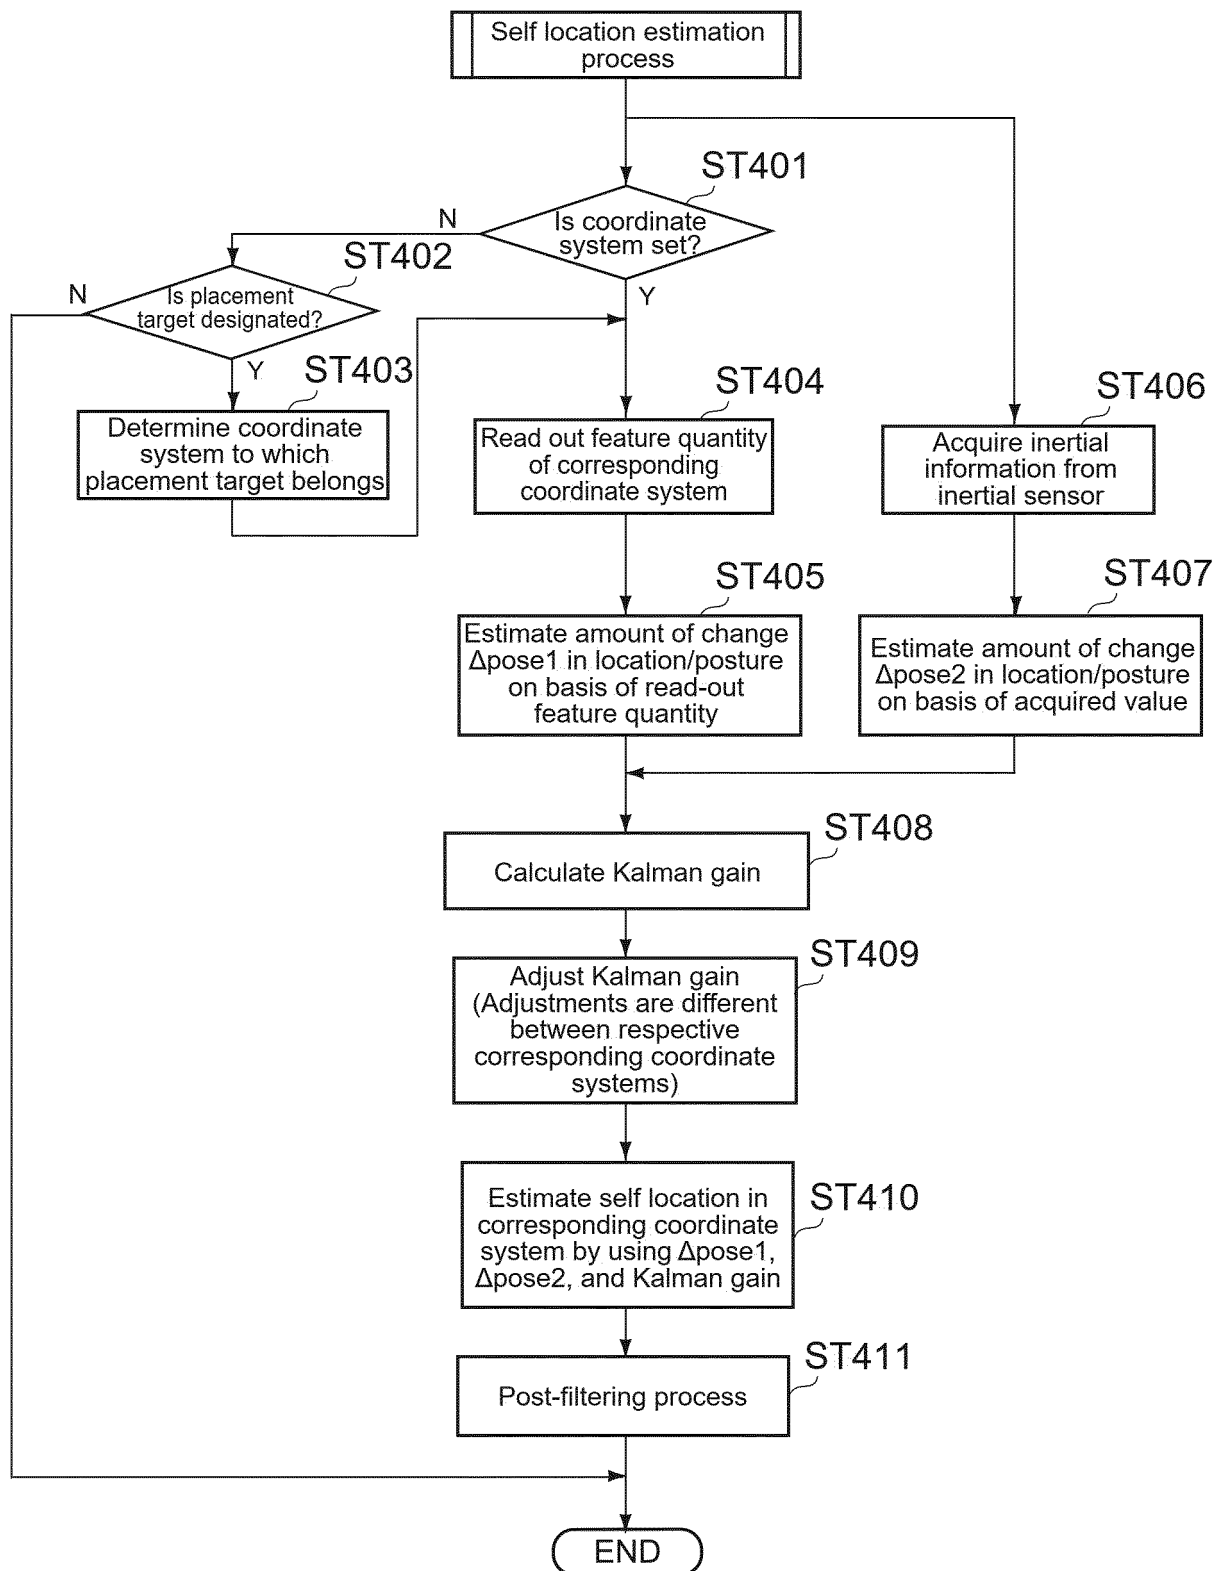 Self location estimation
process
ST401
Is coordinate
system set?
N
Y
ST402
Is placement
target designated?
N
Y
ST403
Determine coordinate
system to which
placement target belongs
ST404
Read out feature quantity
of corresponding
coordinate system
ST406
Acquire inertial
information from
inertial sensor
ST405
Estimate amount of change
Δpose1 in location/posture
on basis of read-out
feature quantity
ST407
Estimate amount of change
Δpose2 in location/posture
on basis of acquired value
ST408
Calculate Kalman gain
ST409
Adjust Kalman gain
(Adjustments are different
between respective
corresponding coordinate
systems)
ST410
Estimate self location in
corresponding coordinate
system by using Δpose1,
Δpose2, and Kalman gain
ST411
Post-filtering process
END